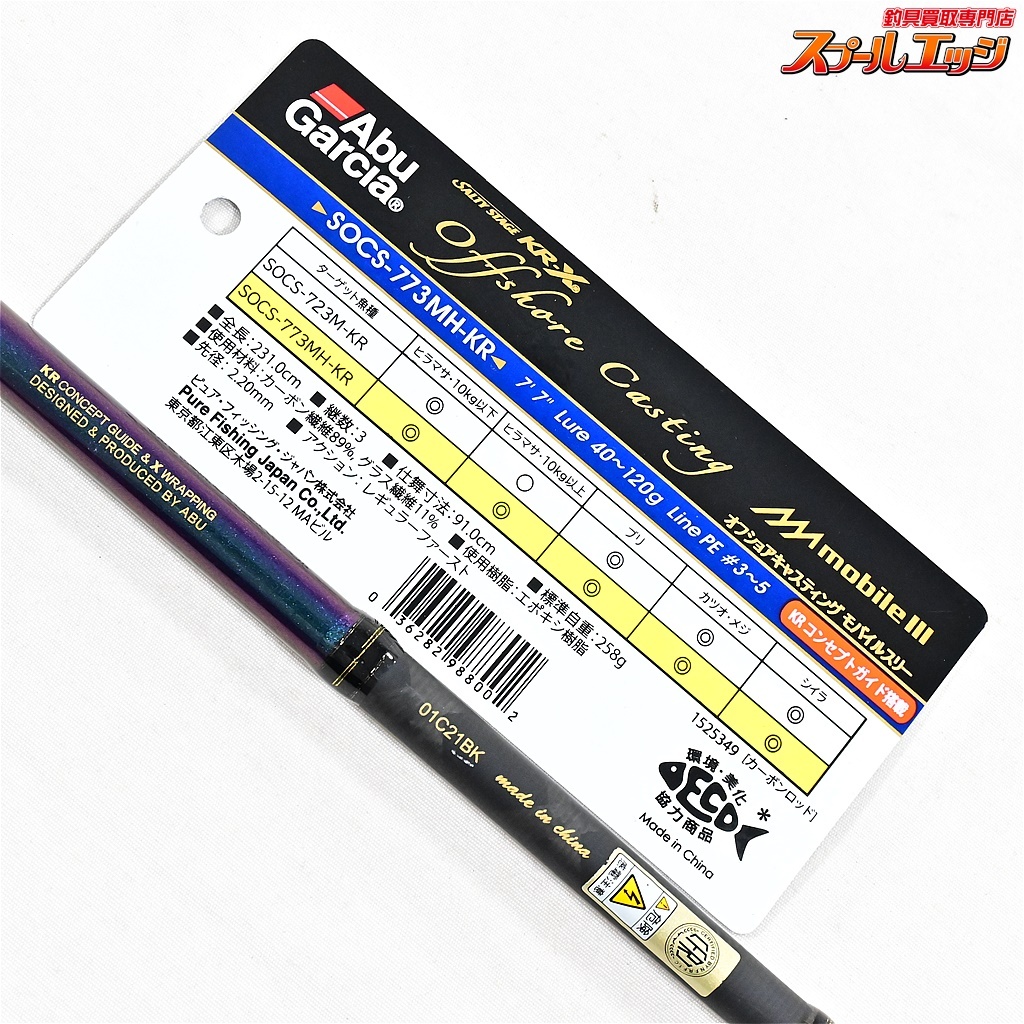 釣具買取専門店
スプールエッジ
Abu
Garcia®
SALTY STAGE KR-X
Offshore Casting
mobile III
オフショアキャスティング モバイルスリー
KRコンセプトガイド搭載
▶SOCS-773MH-KR◀ 7'7" Lure 40〜120g Line PE #3〜5
ターゲット魚種 ヒラマサ・10kg以下 ヒラマサ・10kg以上 ブリ カツオ・メジ シイラ
SOCS-723M-KR ◎ ○ ◎ ◎ ◎
SOCS-773MH-KR ◎ ◎ ◎ ◎ ◎
■全長：231.0cm ■継数：3 ■仕舞寸法：91.0cm ■標準自重：258g
■使用材料：カーボン繊維89%、グラス繊維11% ■使用樹脂：エポキシ樹脂
■先径：2.20mm ■アクション：レギュラーファースト
ピュア・フィッシング・ジャパン株式会社
Pure Fishing Japan Co.,Ltd.
東京都江東区木場2-15-12 MAビル
0 36282 98800 2
1525349 [カーボンロッド]
環境・美化
ECO
協力商品
*
Made in China
KR CONCEPT GUIDE & X WRAPPING
DESIGNED & PRODUCED BY ABU
01C21BK
made in china
危険
感電注意